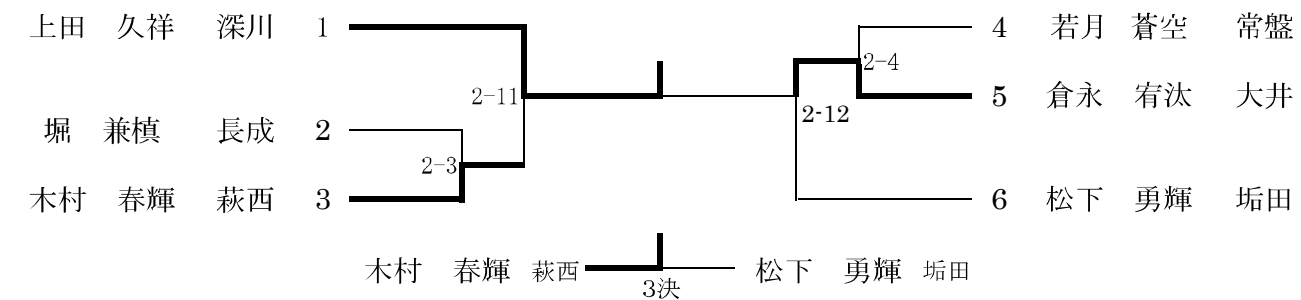 上田 久祥 深川 1
2-11
堀 兼槙 長成 2
2-3
木村 春輝 萩西 3
4 若月 蒼空 常盤
2-4
5 倉永 宥汰 大井
2-12
6 松下 勇輝 垢田
木村 春輝 萩西 松下 勇輝 垢田
3決